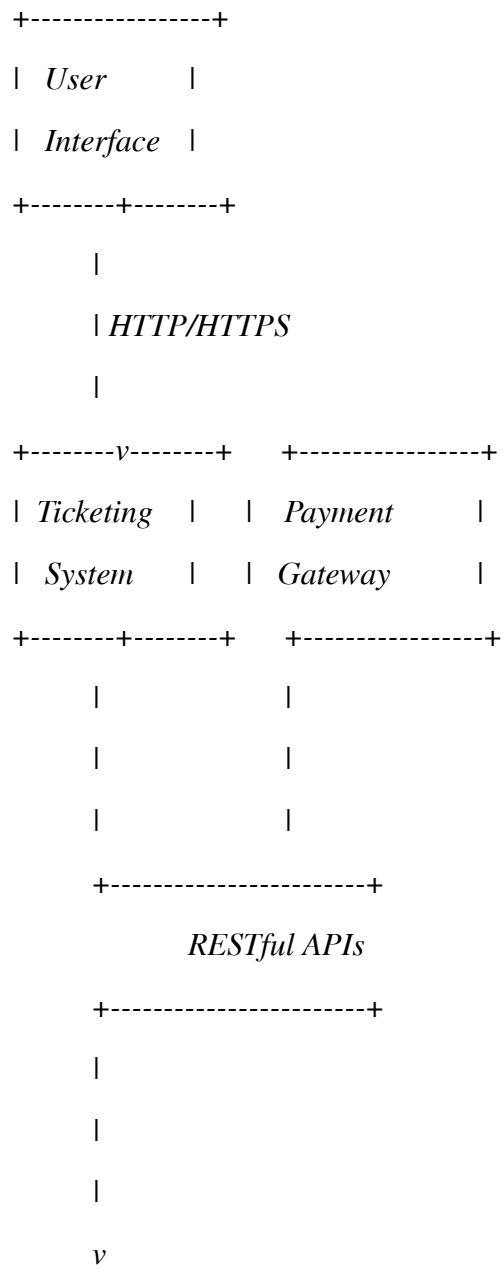 +-----------------+
| User |
| Interface |
+--------+--------+
|
| HTTP/HTTPS
|
+--------v--------+ +-----------------+
| Ticketing | | Payment |
| System | | Gateway |
+--------+--------+ +-----------------+
| |
| |
| |
+------------------------+
RESTful APIs
+------------------------+
|
|
|
v